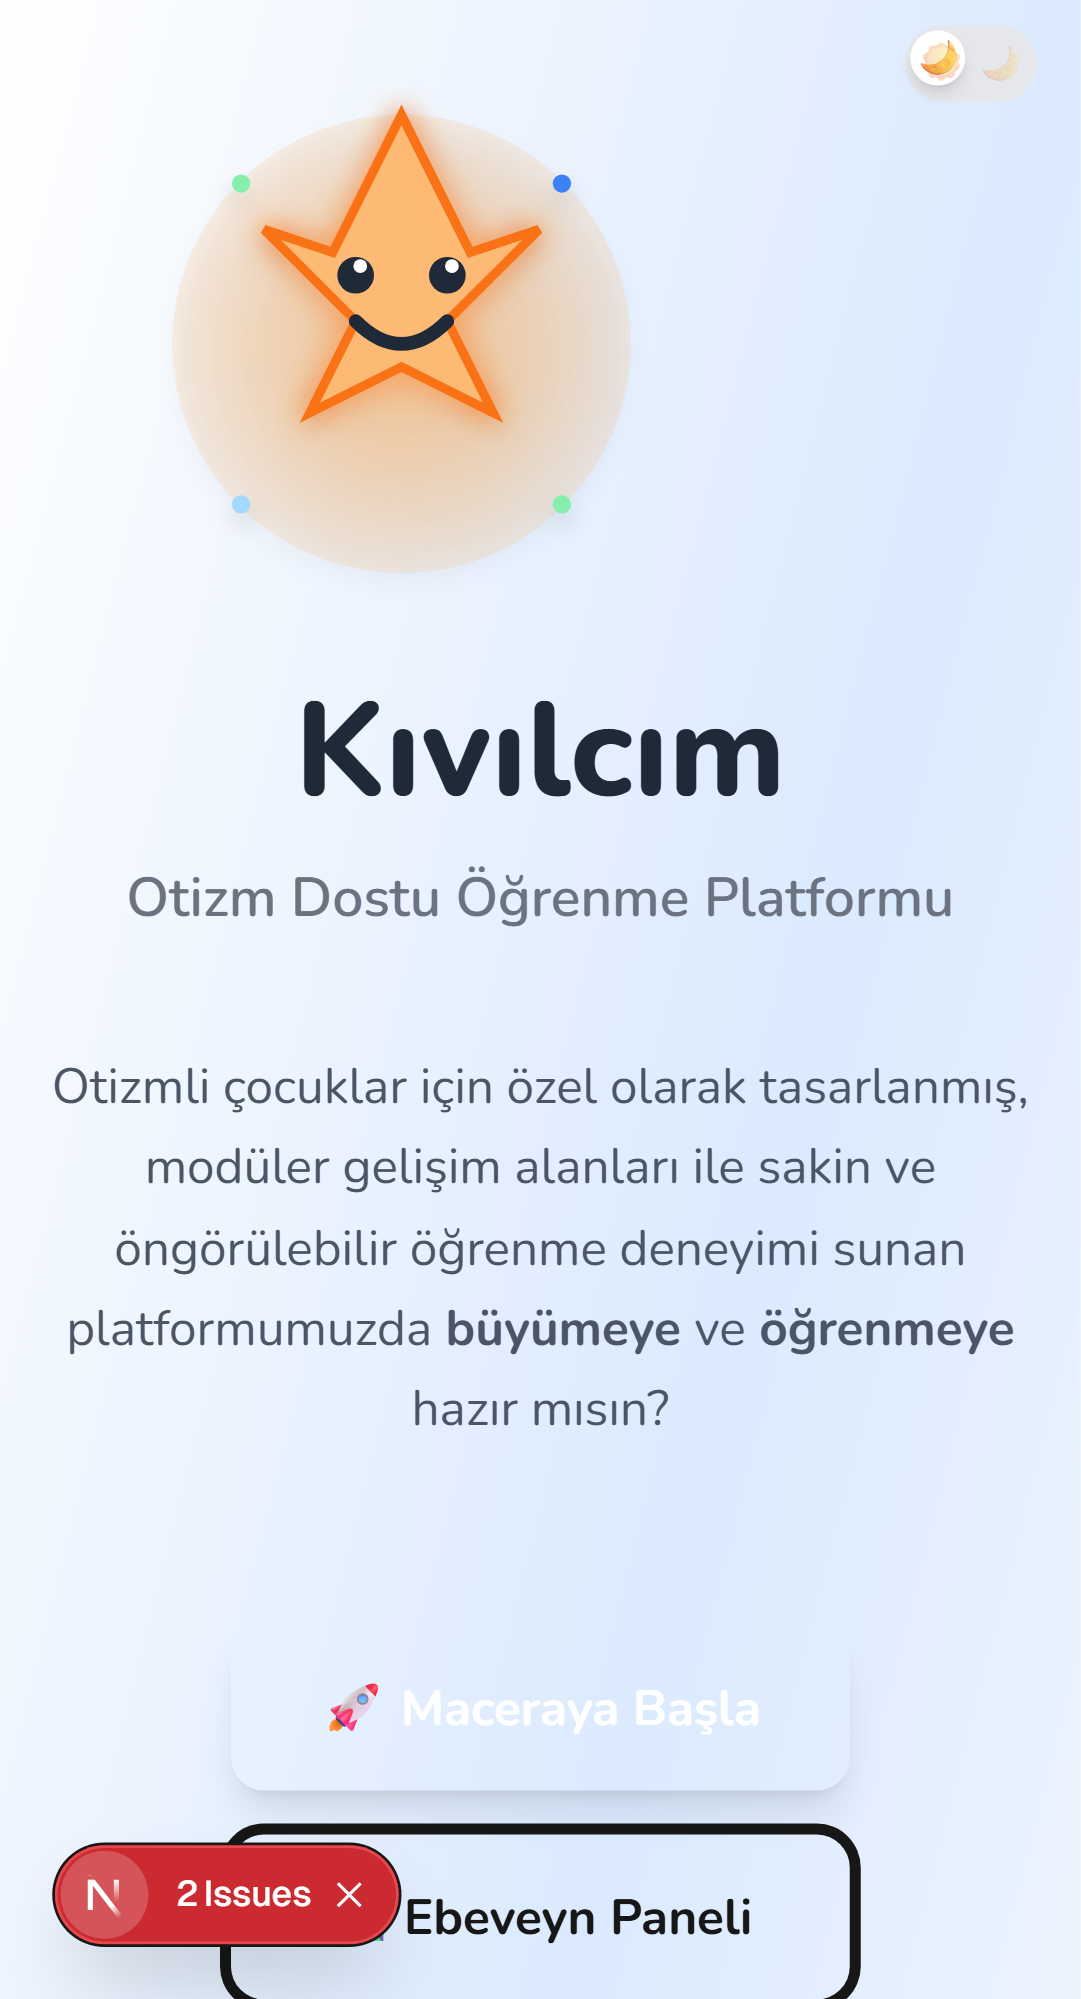 Kıvılcım
Otizm Dostu Öğrenme Platformu
Otizmli çocuklar için özel olarak tasarlanmış,
modüler gelişim alanları ile sakin ve
öngörülebilir öğrenme deneyimi sunan
platformumuzda büyümeye ve öğrenmeye
hazır mısın?
🚀 Maceraya Başla
Ebeveyn Paneli
N 2 Issues